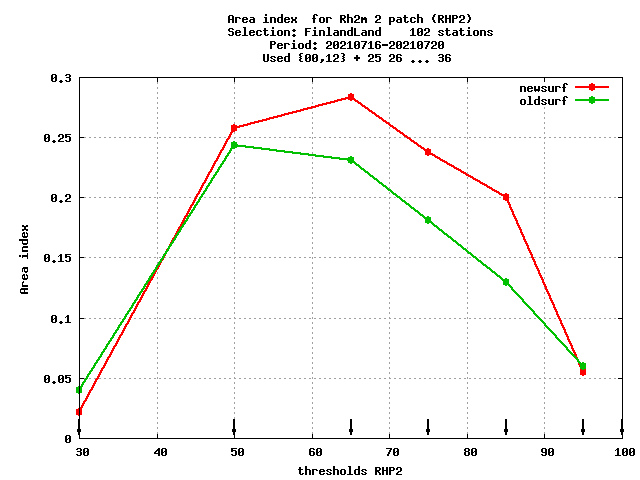 Area index  for Rh2m 2 patch (RHP2)
Selection: FinlandLand    102 stations
Period: 20210716-20210720
Used {00,12} + 25 26 ... 36
newsurf
oldsurf
0.3
0.25
0.2
0.15
0.1
0.05
0
Area index
30 40 50 60 70 80 90 100
thresholds RHP2